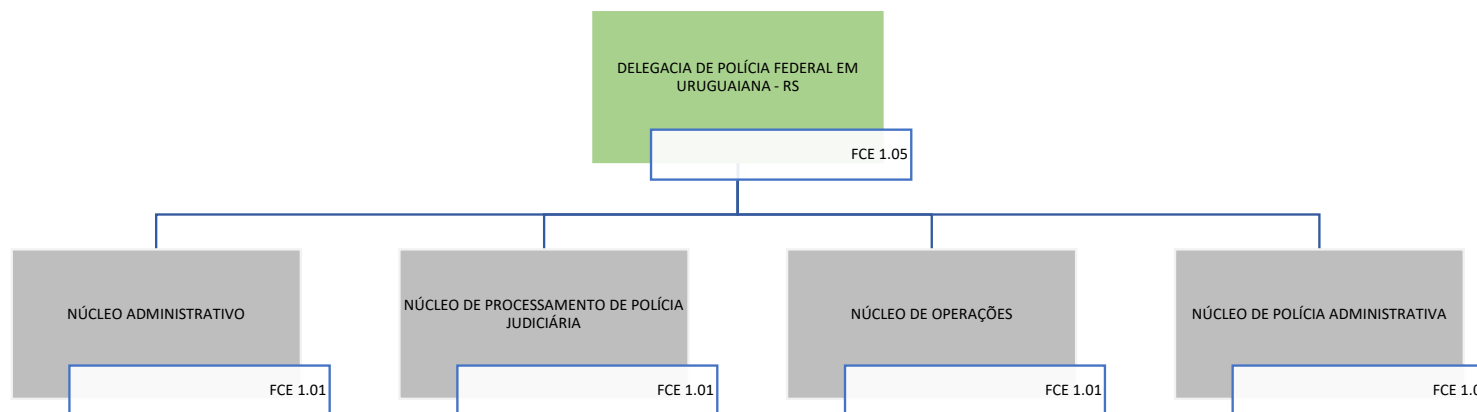 DELEGACIA DE POLÍCIA FEDERAL EM
URUGUAIANA - RS
FCE 1.05
NÚCLEO ADMINISTRATIVO
FCE 1.01
NÚCLEO DE PROCESSAMENTO DE POLÍCIA
JUDICIÁRIA
FCE 1.01
NÚCLEO DE OPERAÇÕES
FCE 1.01
NÚCLEO DE POLÍCIA ADMINISTRATIVA
FCE